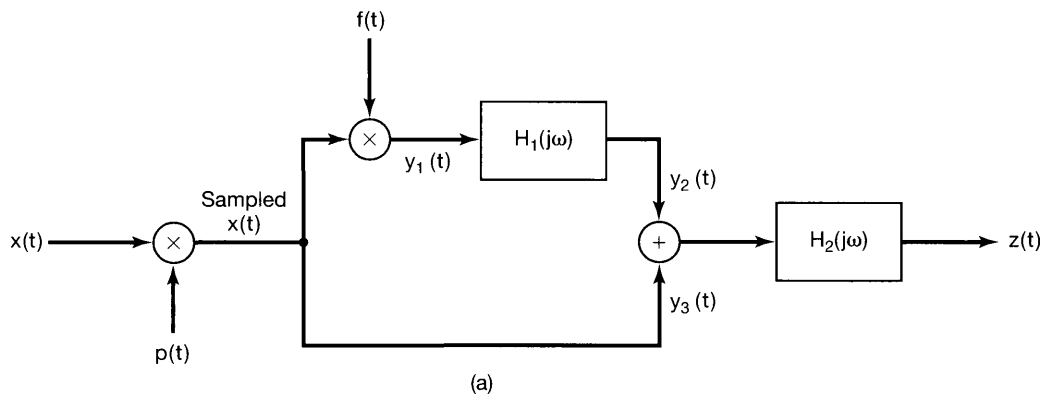 f(t)
×
y₁ (t)
H₁(jω)
y₂ (t)
Sampled
x(t)
x(t)
×
+
H₂(jω)
z(t)
y₃ (t)
p(t)
(a)